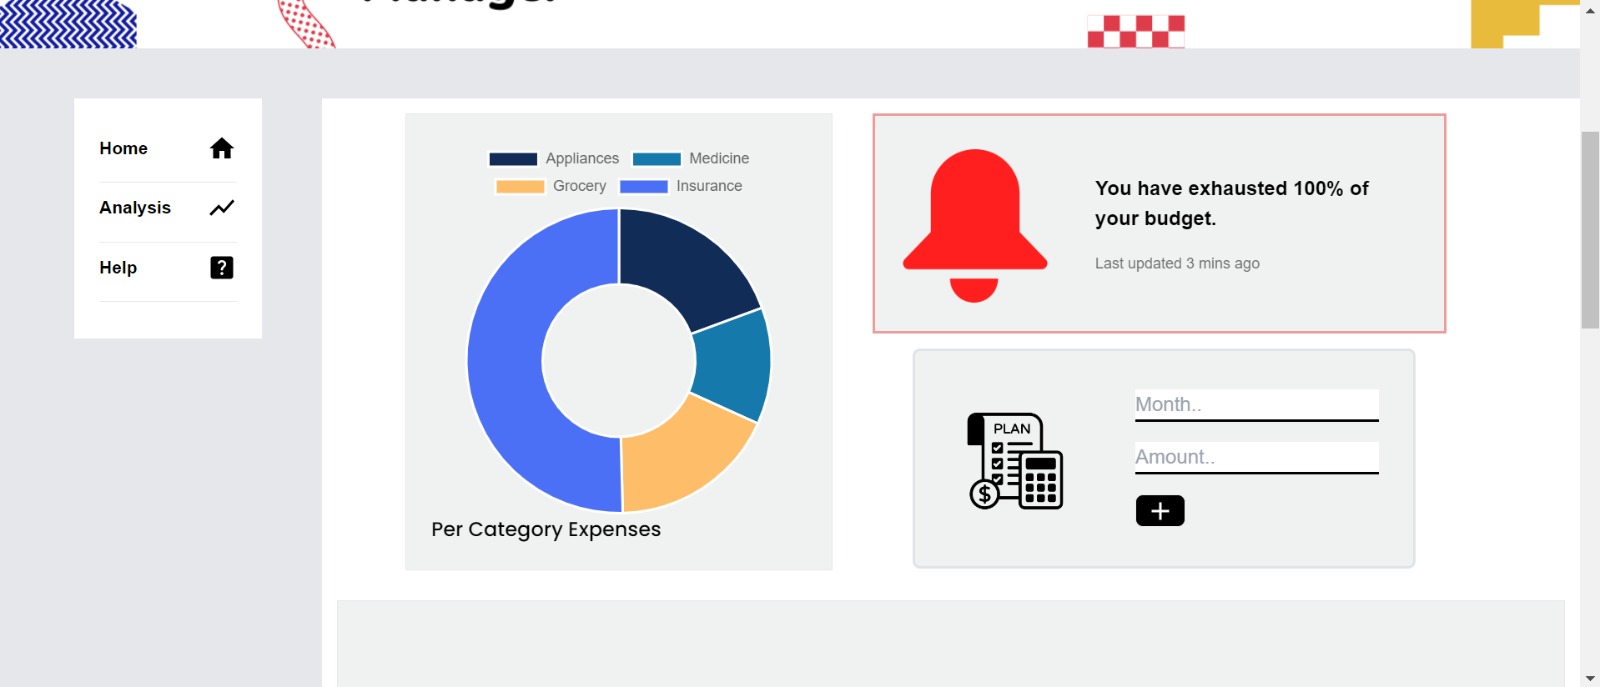 Manager
Home
Analysis
Help
Appliances Medicine
Grocery Insurance
Per Category Expenses
You have exhausted 100% of
your budget.
Last updated 3 mins ago
PLAN
$
Month..
Amount..
+